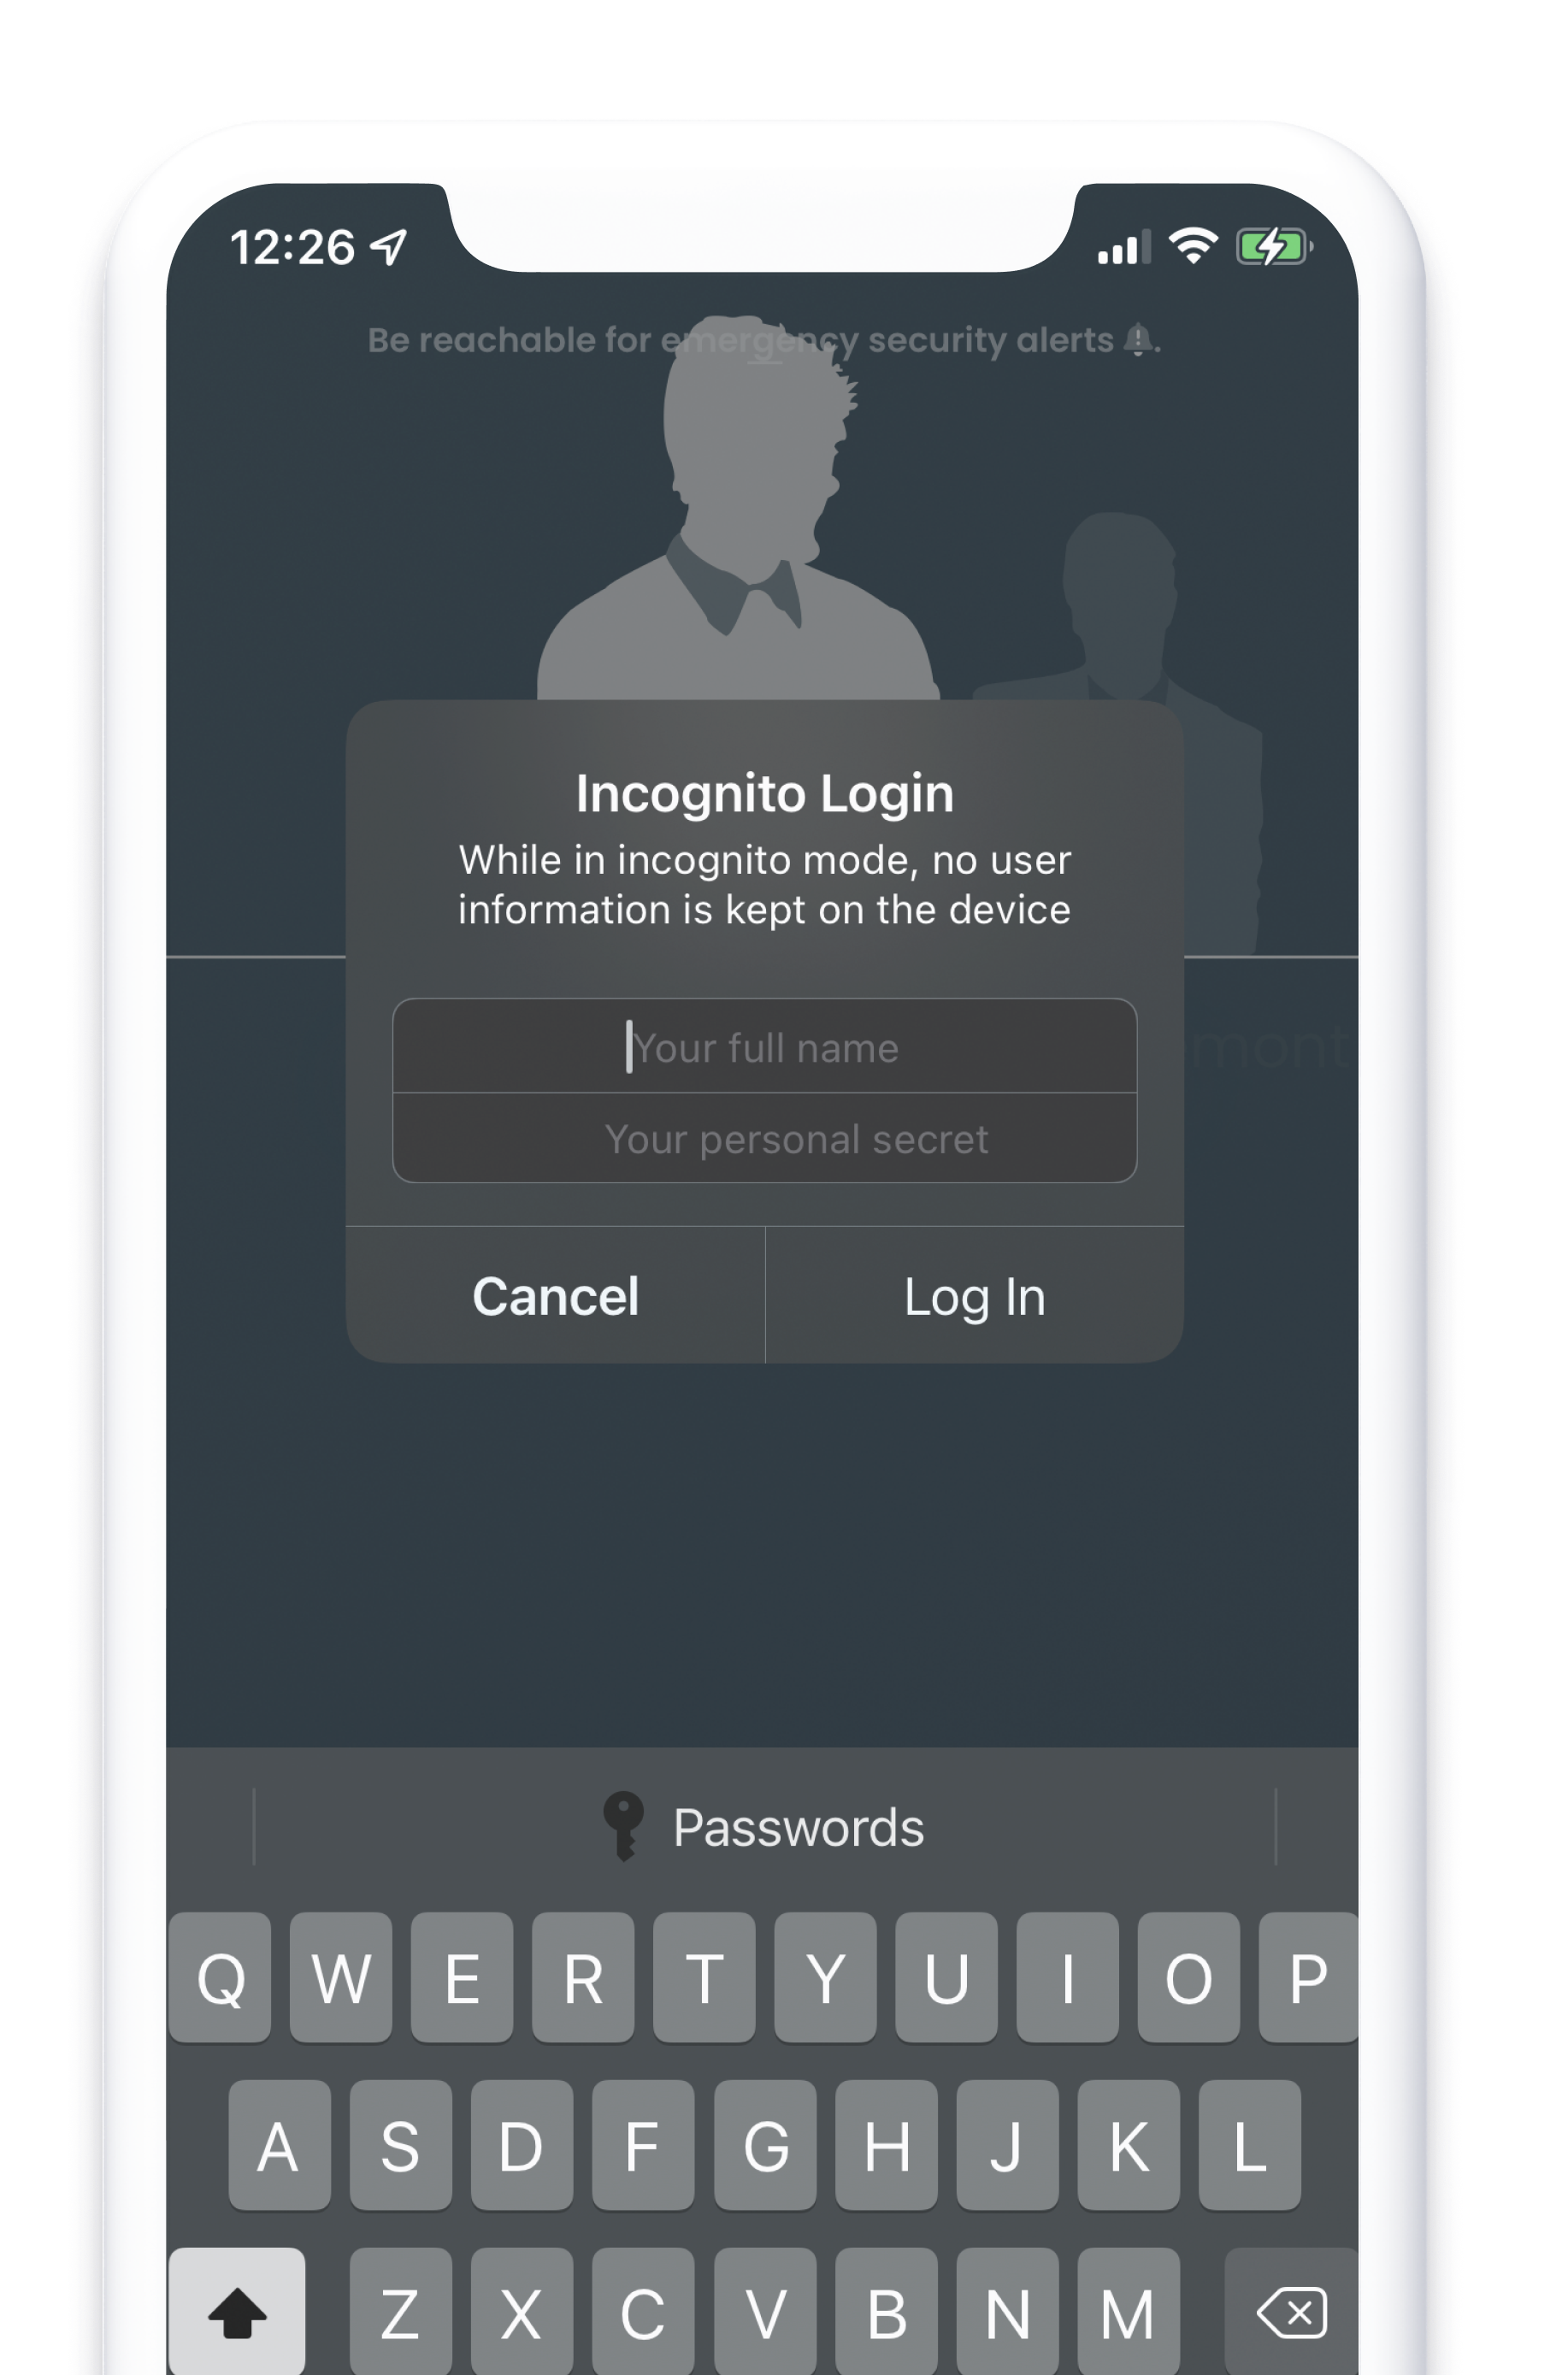 12:26
Be reachable for emergency security alerts.
Incognito Login
While in incognito mode, no user
information is kept on the device
Your full name
mont
Your personal secret
Cancel
Log In
Passwords
Q W E R T Y U I O P
A S D F G H J K L
Z X C V B N M